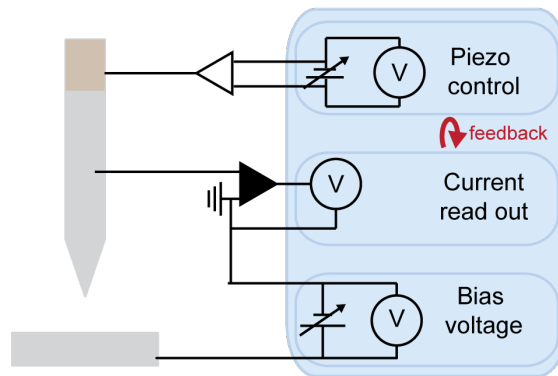 V
Piezo
control
feedback
V
Current
read out
V
Bias
voltage